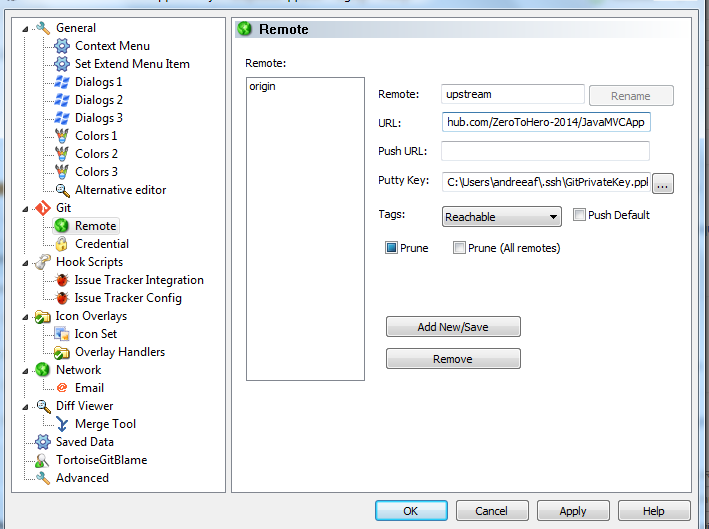 General
Context Menu
Set Extend Menu Item
Dialogs 1
Dialogs 2
Dialogs 3
Colors 1
Colors 2
Colors 3
Alternative editor
Git
Remote
Credential
Hook Scripts
Issue Tracker Integration
Issue Tracker Config
Icon Overlays
Icon Set
Overlay Handlers
Network
Email
Diff Viewer
Merge Tool
Saved Data
TortoiseGitBlame
Advanced
Remote
Remote:
origin
Remote: upstream Rename
URL: hub.com/ZeroToHero-2014/JavaMVCApp
Push URL:
Putty Key: C:\Users\andreeaf\.ssh\GitPrivateKey.ppl ...
Tags: Reachable Push Default
Prune Prune (All remotes)
Add New/Save
Remove
OK Cancel Apply Help